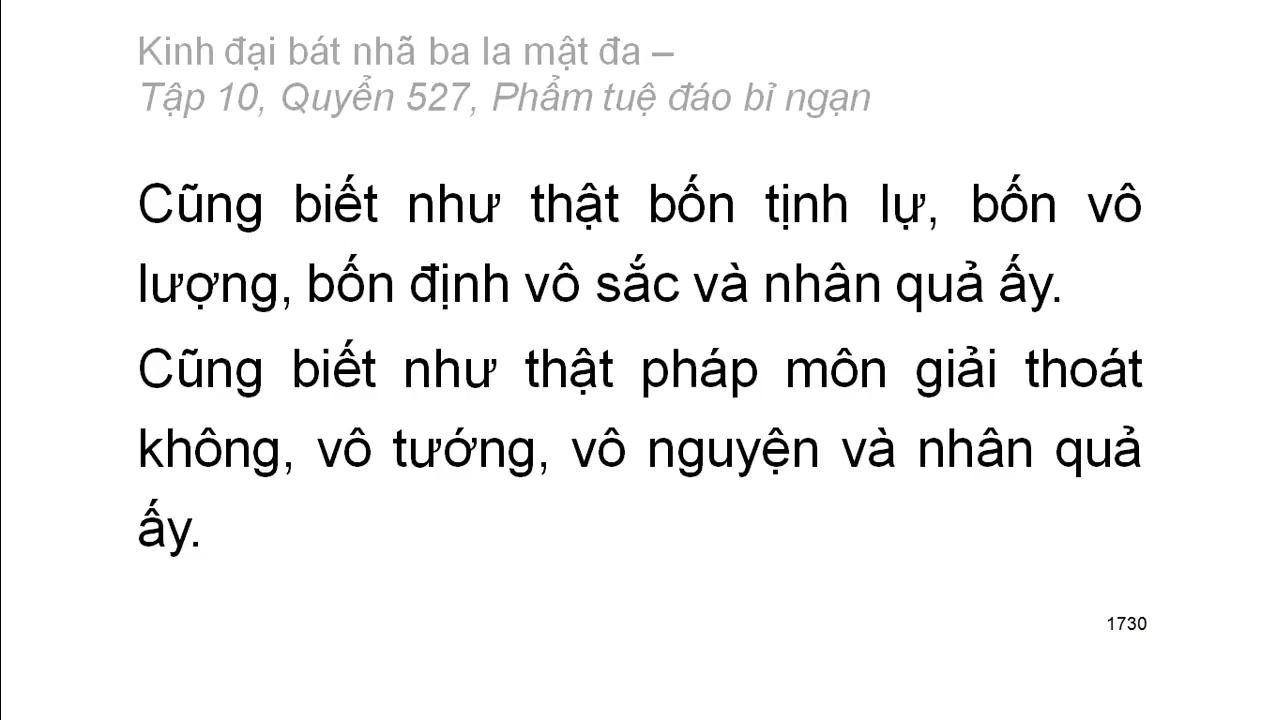 Kinh đại bát nhã ba la mật đa –
Tập 10, Quyển 527, Phẩm tuệ đáo bỉ ngạn
Cũng biết như thật bốn tịnh lự, bốn vô
lượng, bốn định vô sắc và nhân quả ấy.
Cũng biết như thật pháp môn giải thoát
không, vô tướng, vô nguyện và nhân quả
ấy.
1730